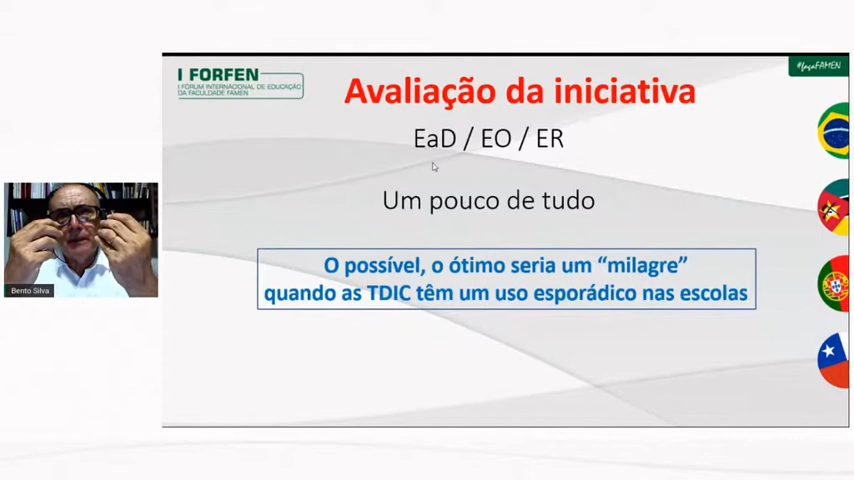 I FORFEN
I FÓRUM INTERNACIONAL DE EDUCAÇÃO
DA FACULDADE FAMEN
#façaFAMEN
Avaliação da iniciativa
EaD / EO / ER
Um pouco de tudo
O possível, o ótimo seria um “milagre”
quando as TDIC têm um uso esporádico nas escolas
Bento Silva